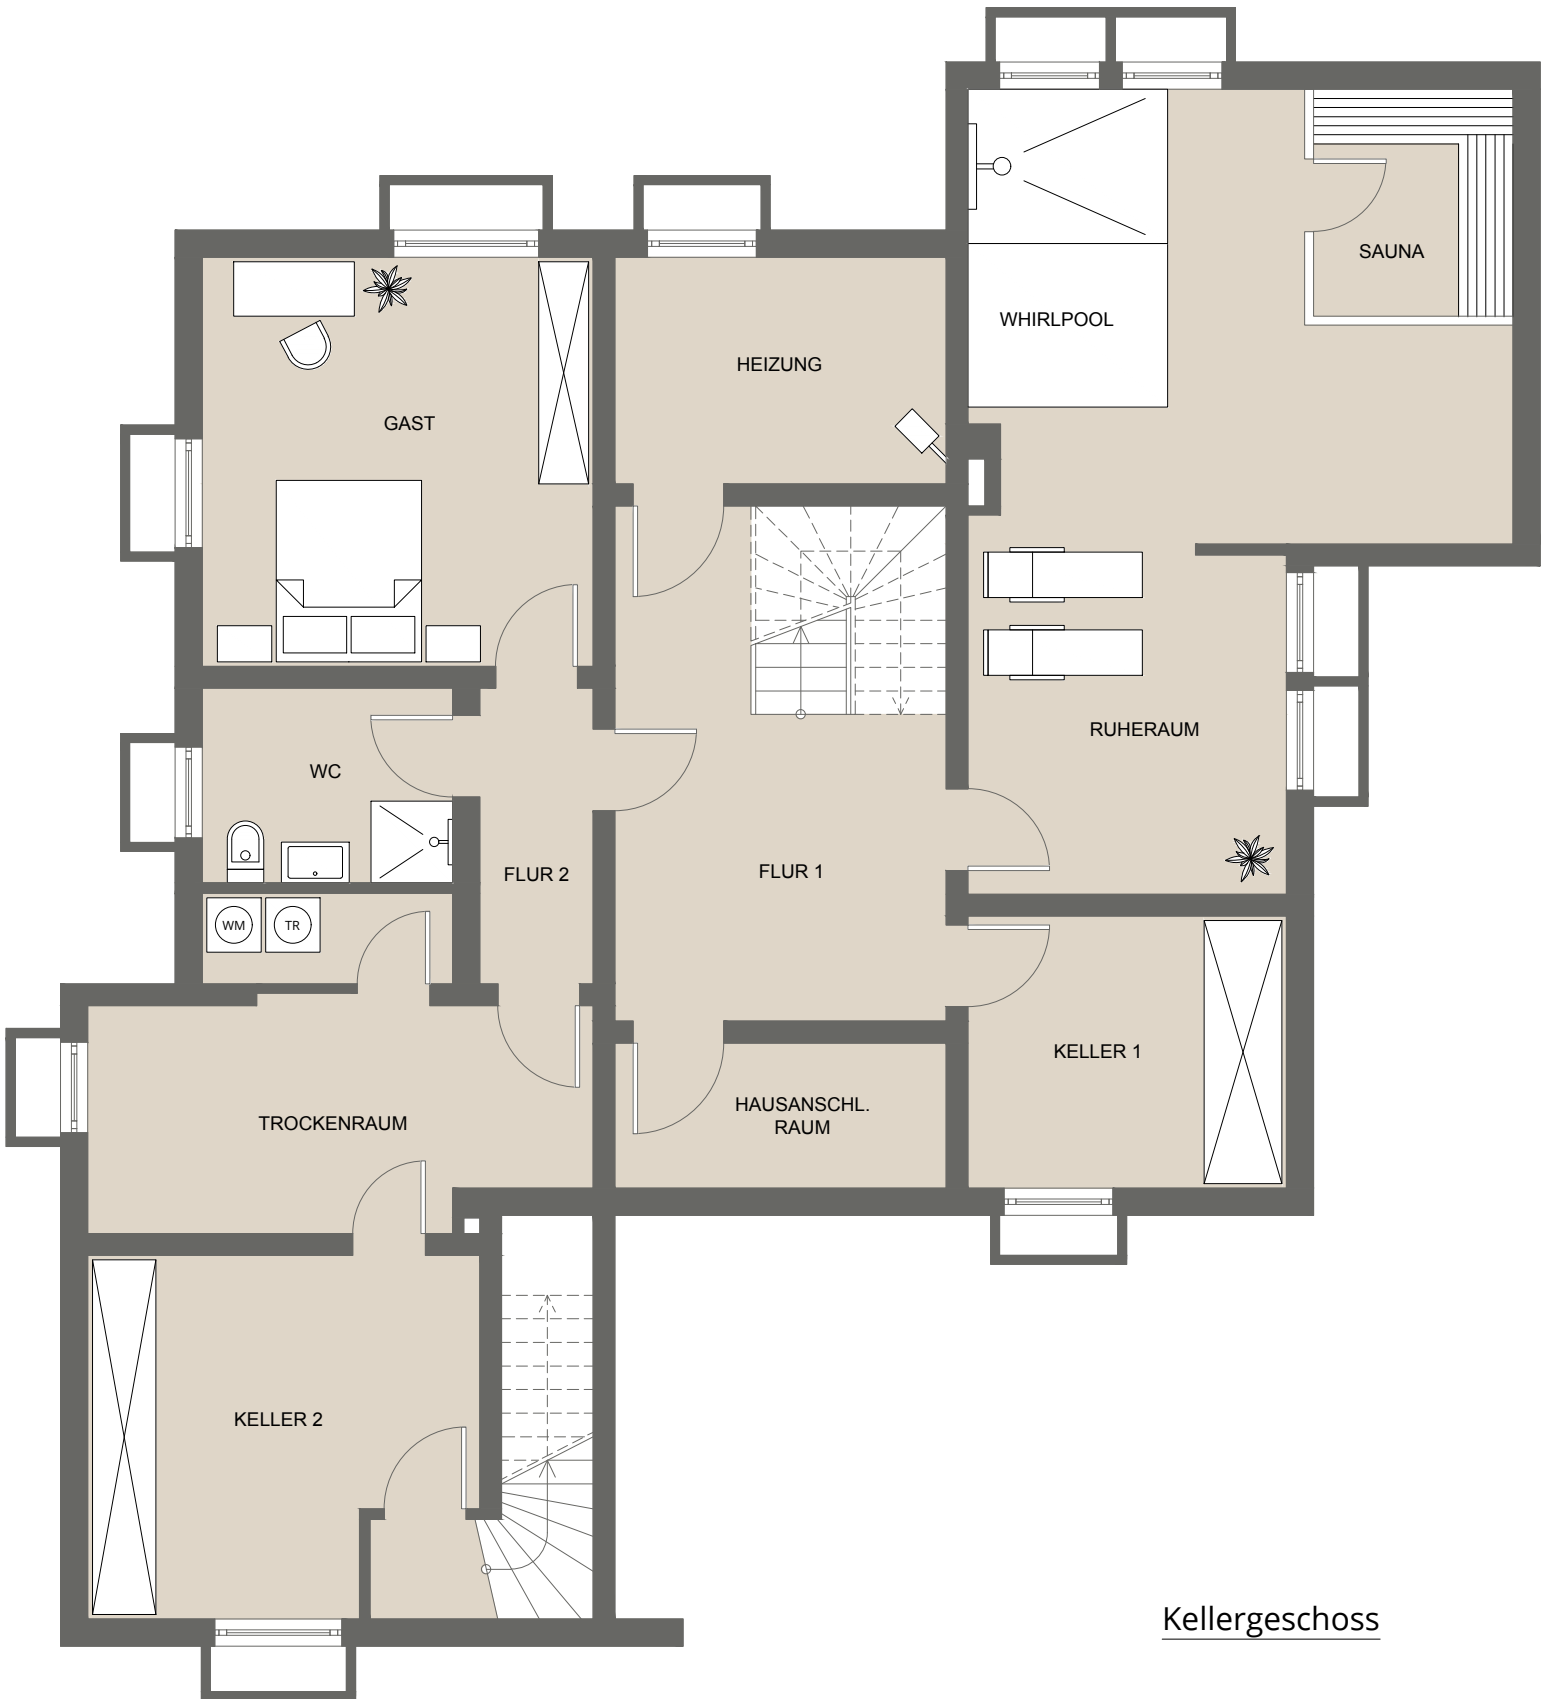 SAUNA
WHIRLPOOL
HEIZUNG
GAST
RUHERAUM
WC
FLUR 2
FLUR 1
WM
TR
KELLER 1
HAUSANSCHL.
RAUM
TROCKENRAUM
KELLER 2
Kellergeschoss